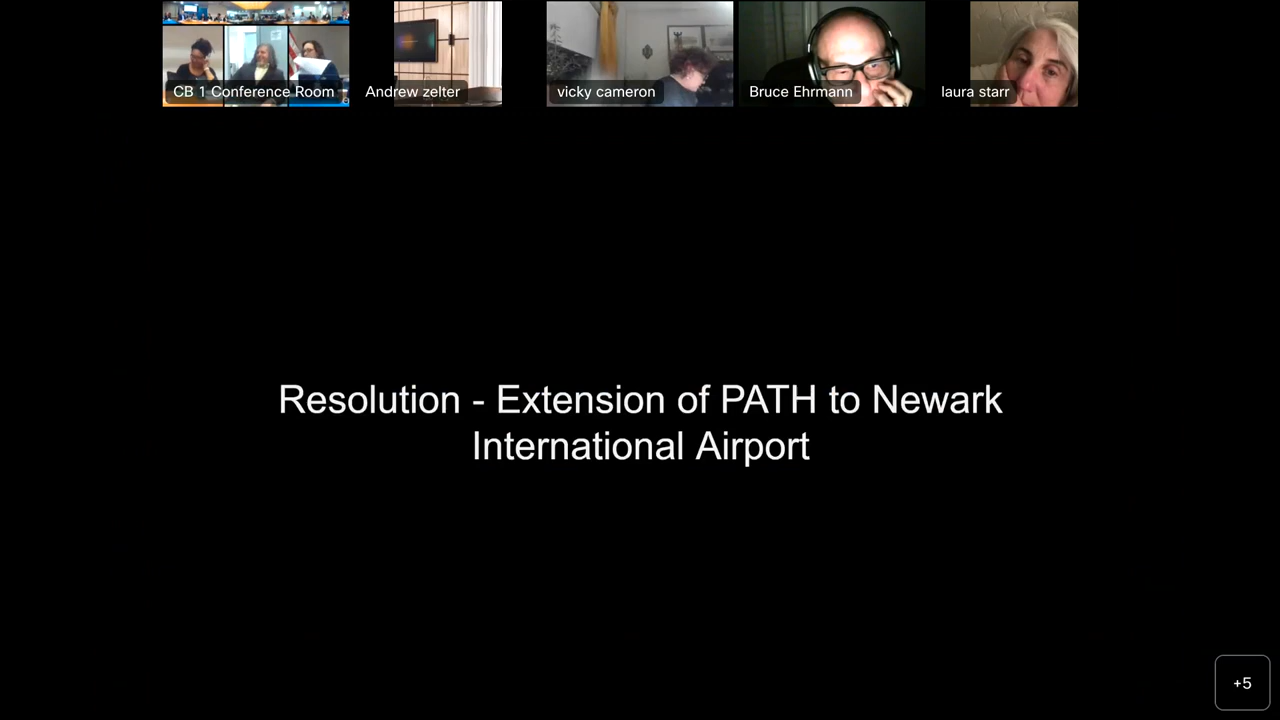 CB 1 Conference Room
Andrew zelter
vicky cameron
Bruce Ehrmann
laura starr
Resolution - Extension of PATH to Newark
International Airport
+5